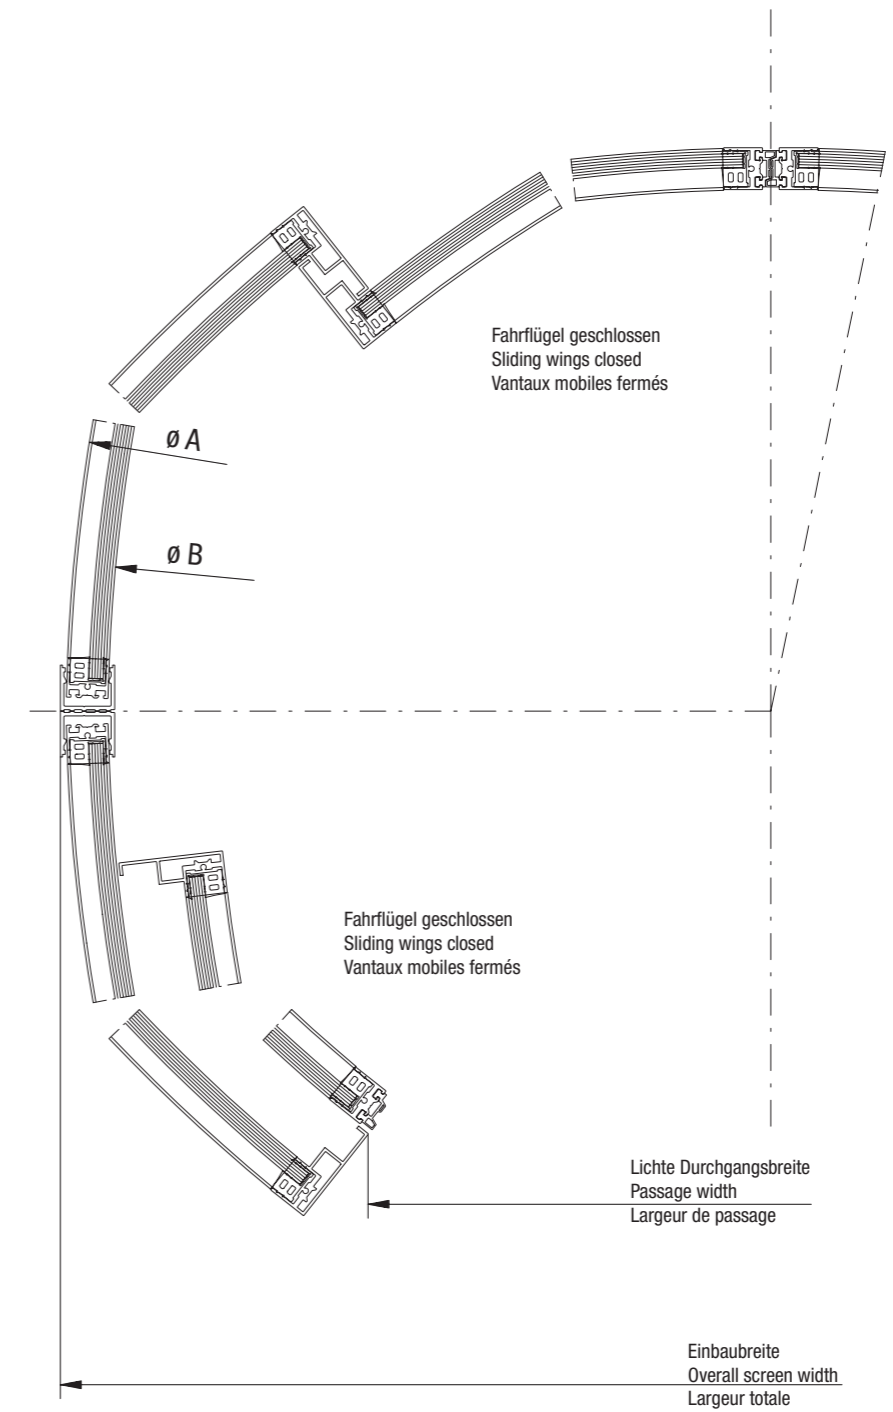 Fahrflügel geschlossen
Sliding wings closed
Vantaux mobiles fermés
ø A
ø B
Fahrflügel geschlossen
Sliding wings closed
Vantaux mobiles fermés
Lichte Durchgangsbreite
Passage width
Largeur de passage
Einbaubreite
Overall screen width
Largeur totale